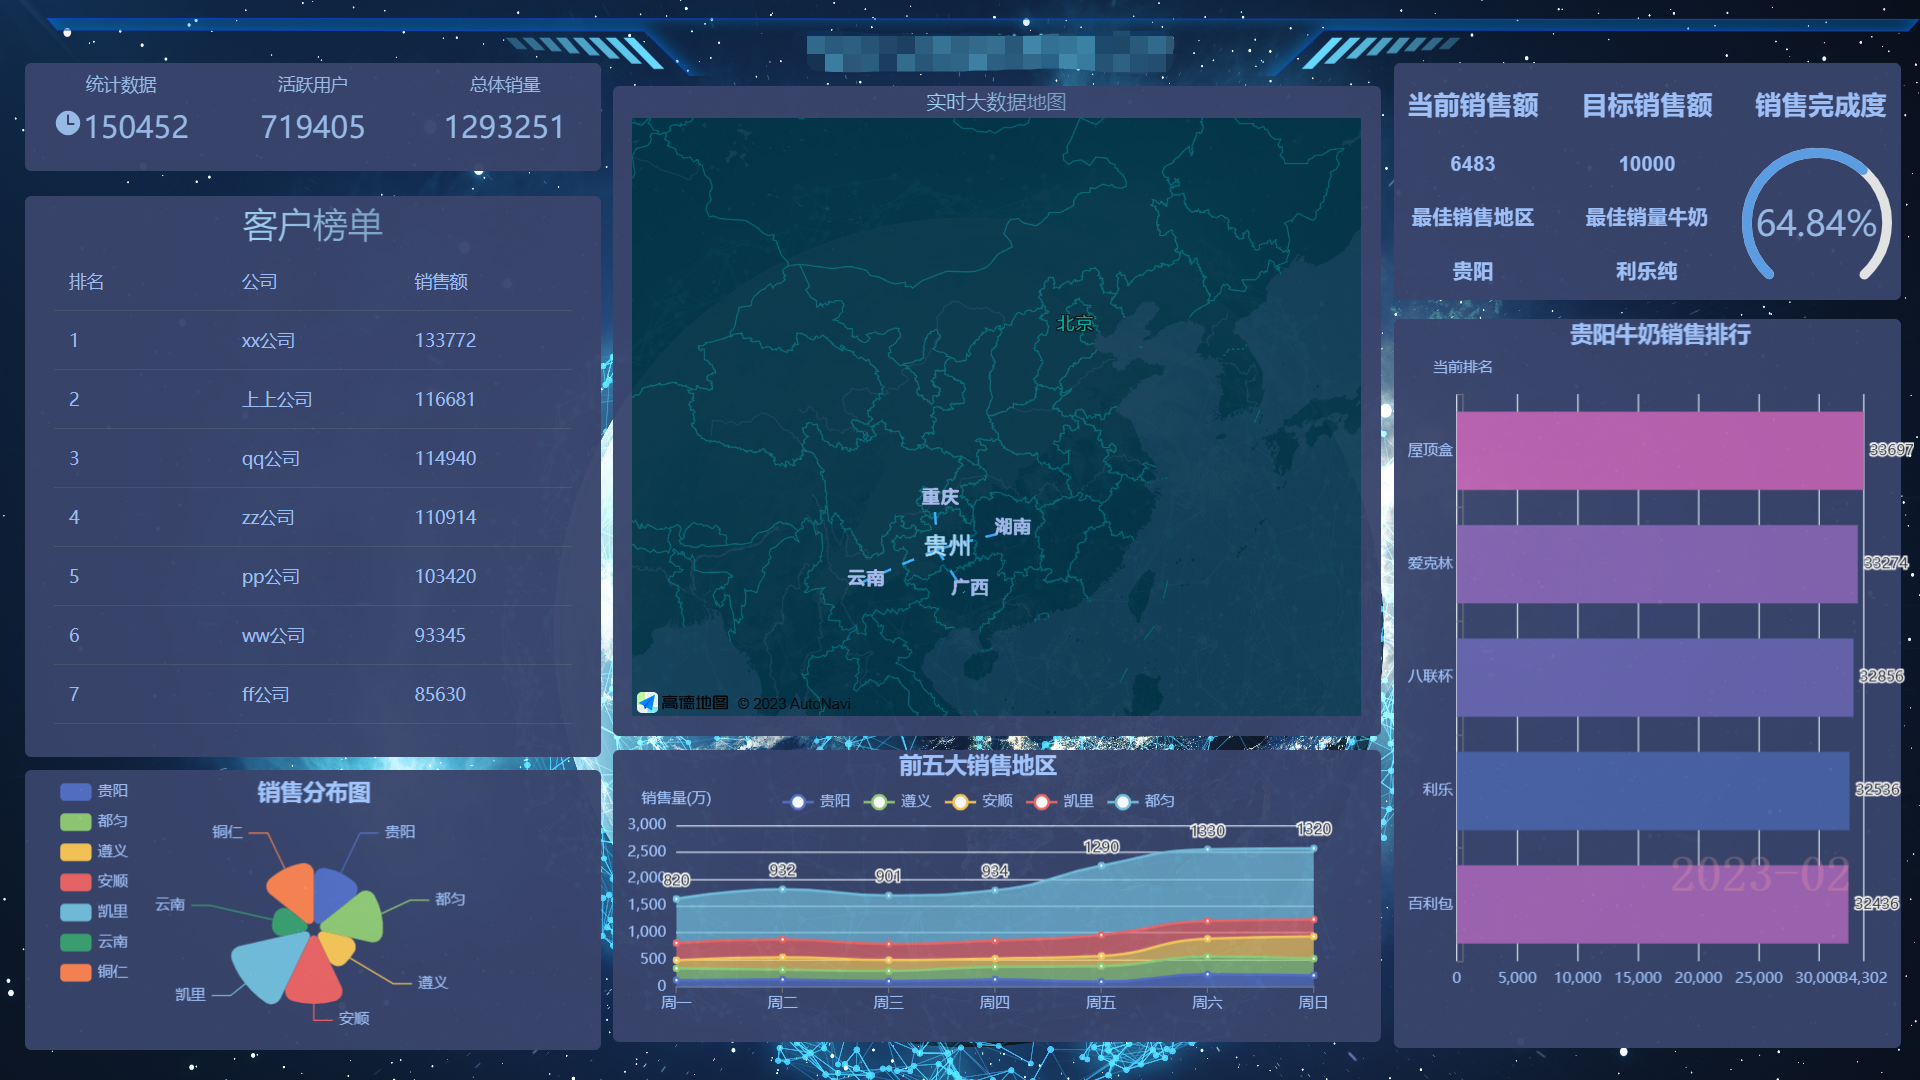 统计数据 活跃用户 总体销量
150452 719405 1293251
客户榜单
排名 公司 销售额
1 xx公司 133772
2 上上公司 116681
3 qq公司 114940
4 zz公司 110914
5 pp公司 103420
6 ww公司 93345
7 ff公司 85630
销售分布图
贵阳
都匀
遵义
安顺
凯里
云南
铜仁
铜仁 贵阳
云南 都匀
凯里 遵义
安顺
实时大数据地图
北京
重庆
湖南
贵州
云南
广西
高德地图 © 2023 AutoNavi
前五大销售地区
销售量(万) 贵阳 遵义 安顺 凯里 都匀
3,000
2,500
2,000
1,500
1,000
500
0
820 932 901 934 1290 1330 1320
周一 周二 周三 周四 周五 周六 周日
当前销售额 目标销售额 销售完成度
6483 10000
最佳销售地区 最佳销量牛奶 64.84%
贵阳 利乐纯
贵阳牛奶销售排行
当前排名
屋顶盒 33697
爱克林 33274
八联杯 32856
利乐 32536
2023-02
百利包 32436
0 5,000 10,000 15,000 20,000 25,000 30,000 34,302